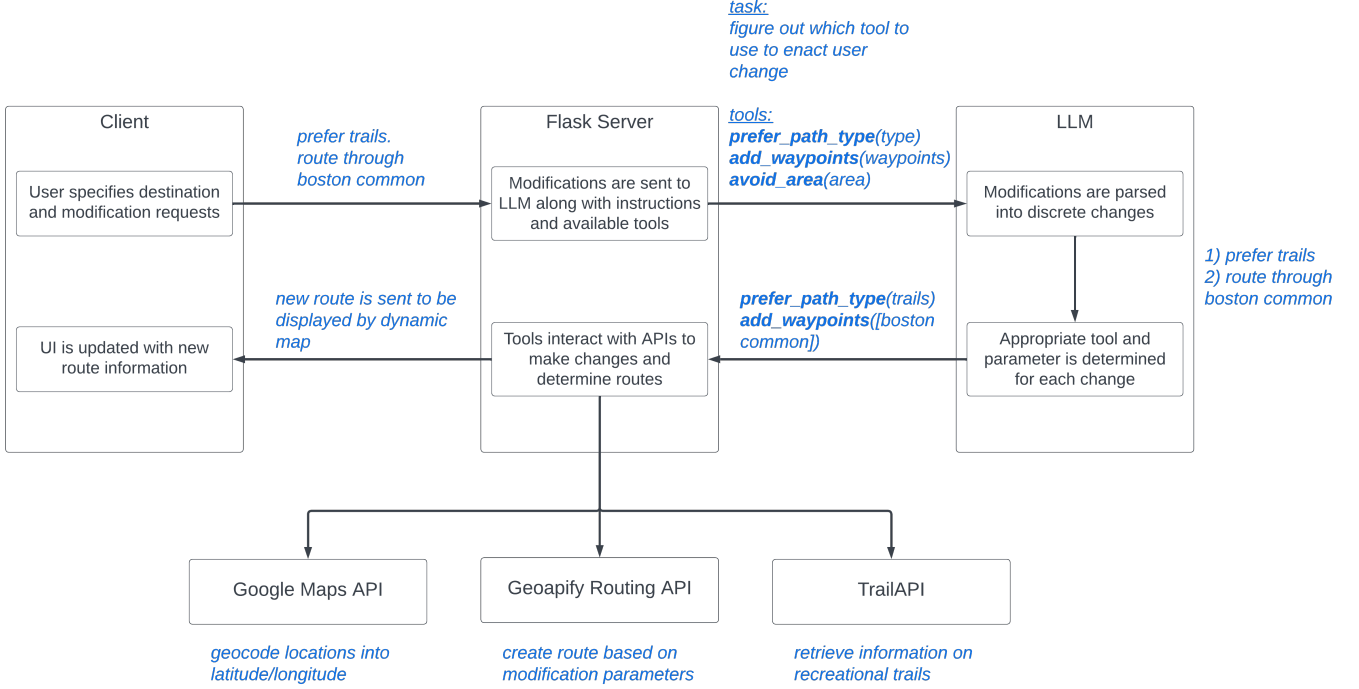 task:
figure out which tool to
use to enact user
change
Client
prefer trails.
route through
boston common
Flask Server
tools:
prefer_path_type(type)
add_waypoints(waypoints)
avoid_area(area)
LLM
User specifies destination
and modification requests
Modifications are sent to
LLM along with instructions
and available tools
Modifications are parsed
into discrete changes
1) prefer trails
2) route through
boston common
new route is sent to be
displayed by dynamic
map
prefer_path_type(trails)
add_waypoints([boston
common])
UI is updated with new
route information
Tools interact with APIs to
make changes and
determine routes
Appropriate tool and
parameter is determined
for each change
Google Maps API
Geoapify Routing API
TrailAPI
geocode locations into
latitude/longitude
create route based on
modification parameters
retrieve information on
recreational trails